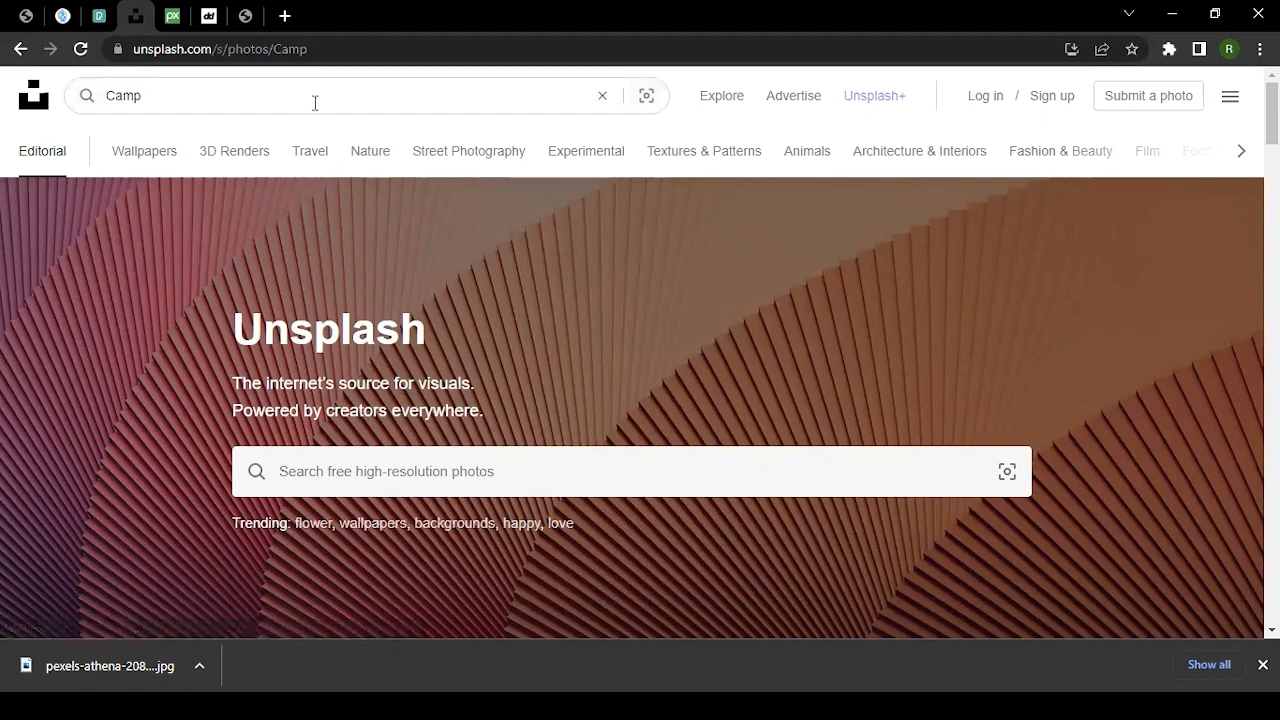 unsplash.com/s/photos/Camp
R
Camp
Explore
Advertise
Unsplash+
Log in / Sign up
Submit a photo
Editorial
Wallpapers
3D Renders
Travel
Nature
Street Photography
Experimental
Textures & Patterns
Animals
Architecture & Interiors
Fashion & Beauty
Film
Food
Unsplash
The internet's source for visuals.
Powered by creators everywhere.
Search free high-resolution photos
Trending: flower, wallpapers, backgrounds, happy, love
pexels-athena-208....jpg
Show all